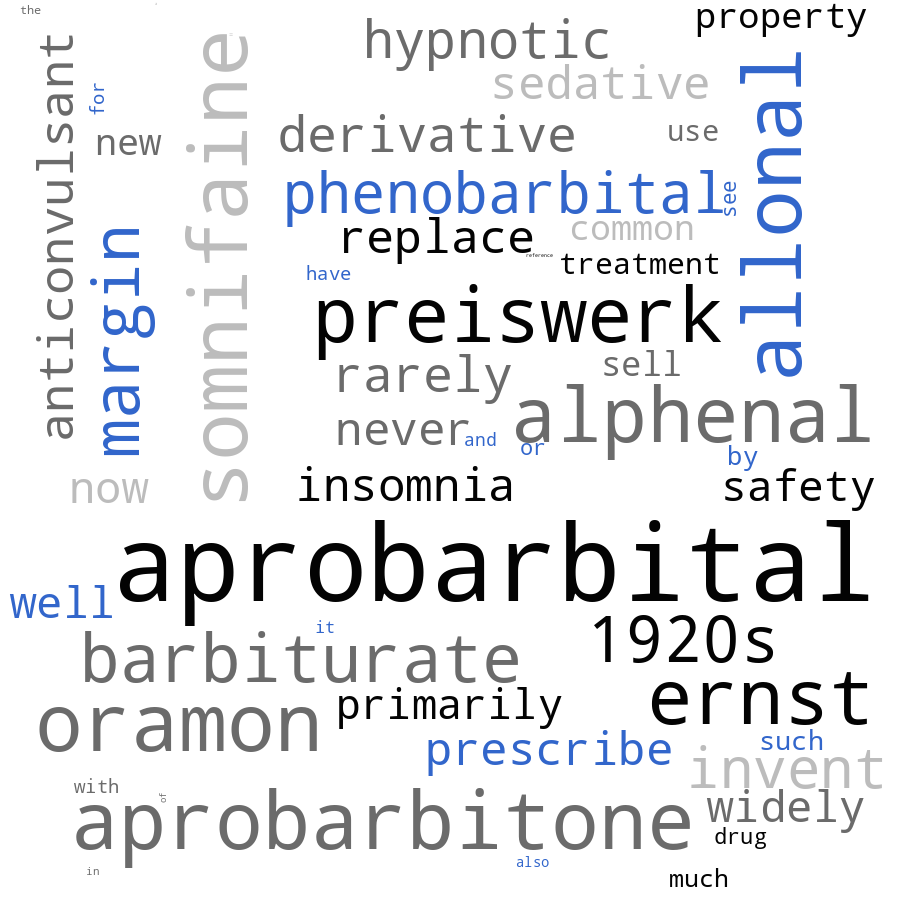 the
property
hypnotic
anticonvulsant
somnifaine
allonal
sedative
for
new
derivative
use
phenobarbital
see
replace
common
reference
treatment
have
margin
preiswerk
rarely
sell
alphenal
never
and
or
by
now
insomnia
safety
aprobarbital
well
it
1920s
barbiturate
ernst
oramon
primarily
prescribe
such
invent
with
of
aprobarbitone
widely
drug
also
in
much